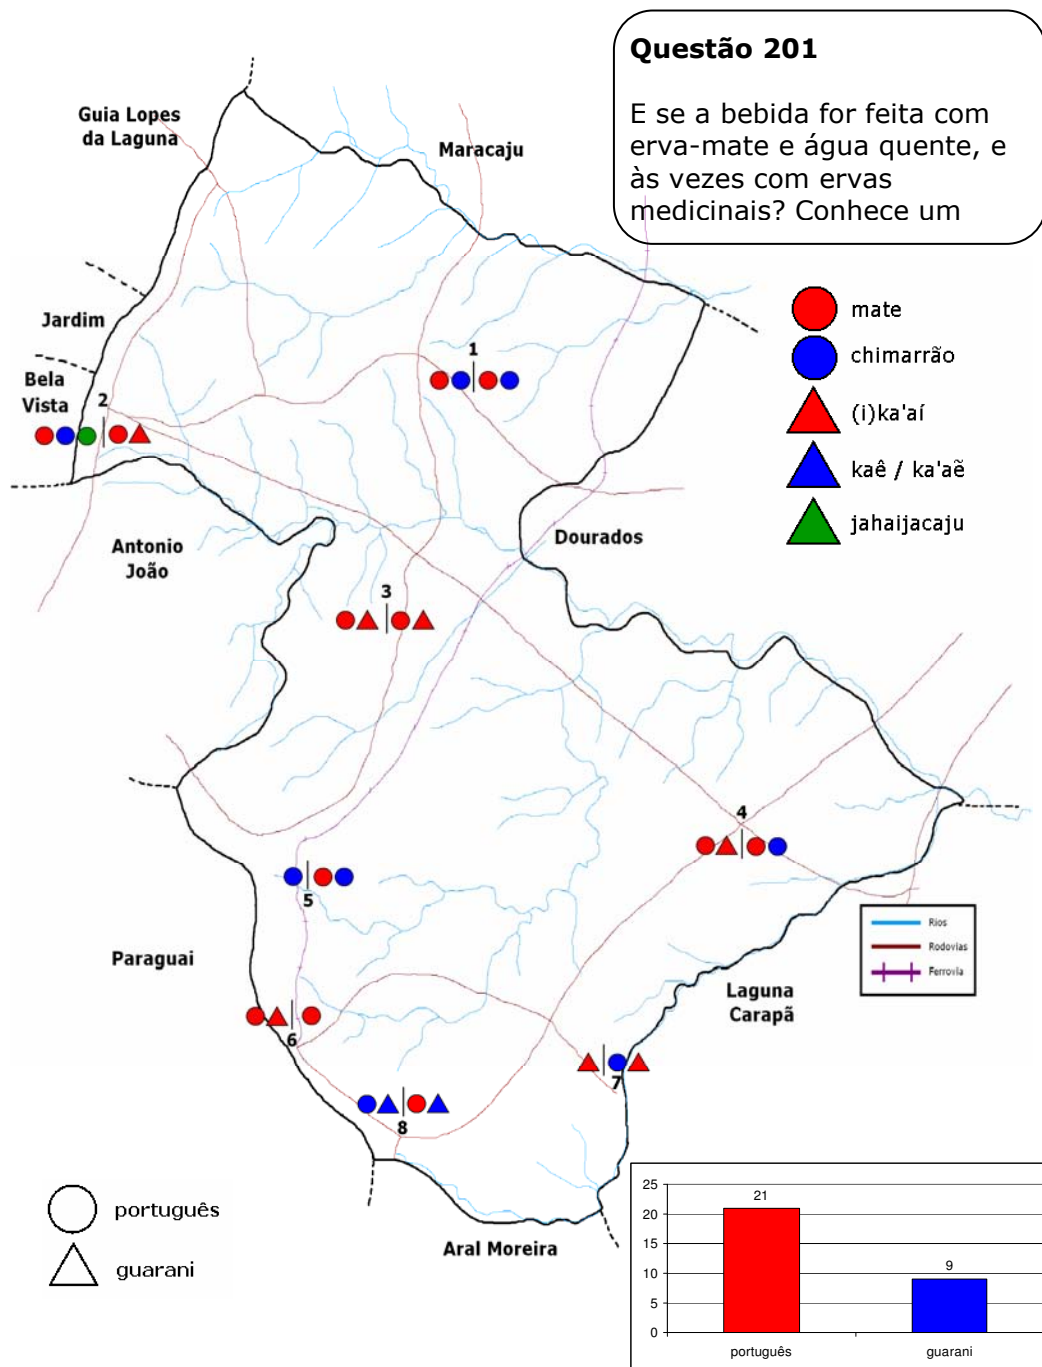 Questão 201
E se a bebida for feita com
erva-mate e água quente, e
às vezes com ervas
medicinais? Conhece um
Guia Lopes
da Laguna
Maracaju
mate
chimarrão
(i)ka'aí
kaê / ka'aẽ
jahaijacaju
Jardim
Bela
Vista
1
2
Antonio
João
Dourados
3
4
5
Paraguai
Rios
Rodovias
Ferrovia
Laguna
Carapã
6
7
8
português
guarani
Aral Moreira
25
20
15
10
5
0
21
9
português
guarani